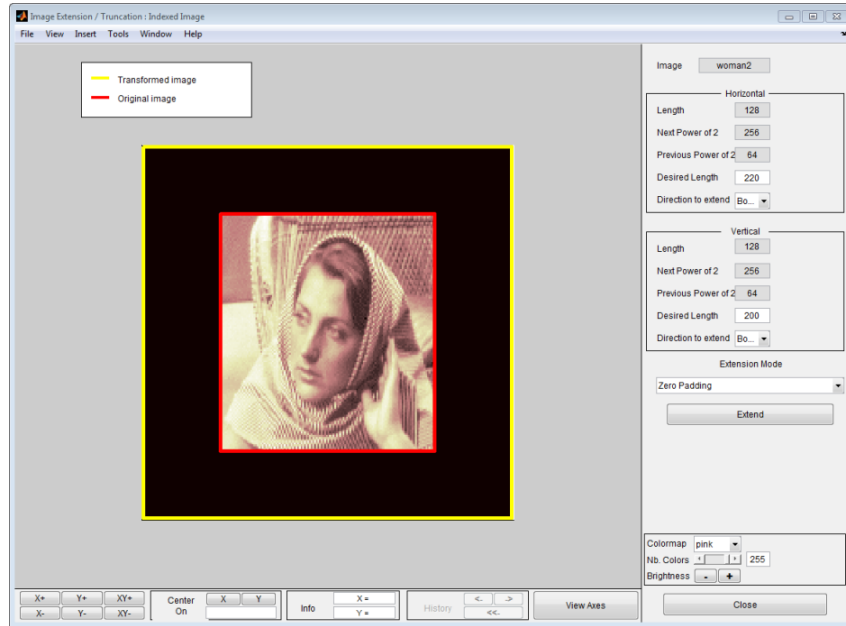 Image Extension / Truncation : Indexed Image
File View Insert Tools Window Help
Transformed image
Original image
Image woman2
Horizontal
Length 128
Next Power of 2 256
Previous Power of 2 64
Desired Length 220
Direction to extend Bo...
Vertical
Length 128
Next Power of 2 256
Previous Power of 2 64
Desired Length 200
Direction to extend Bo...
Extension Mode
Zero Padding
Extend
Colormap pink
Nb. Colors 255
Brightness - +
X+ Y+ XY+
X- Y- XY-
Center On X Y
Info X = Y =
History <- -> <<-
View Axes
Close